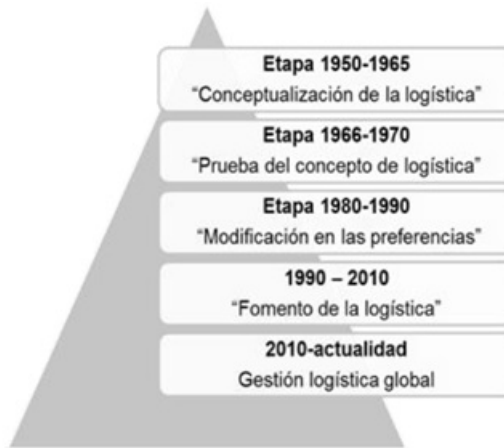 Etapa 1950-1965
“Conceptualización de la logística”
Etapa 1966-1970
“Prueba del concepto de logística”
Etapa 1980-1990
“Modificación en las preferencias”
1990 – 2010
“Fomento de la logística”
2010-actualidad
Gestión logística global